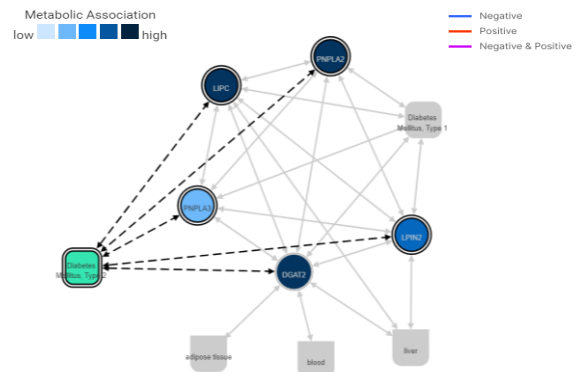 Metabolic Association
low
high
Negative
Positive
Negative & Positive
PNPLA2
LIPC
Diabetes
Mellitus, Type 1
PNPLA3
LPIN2
Diabetes
Mellitus, Type 2
DGAT2
adipose tissue
blood
liver